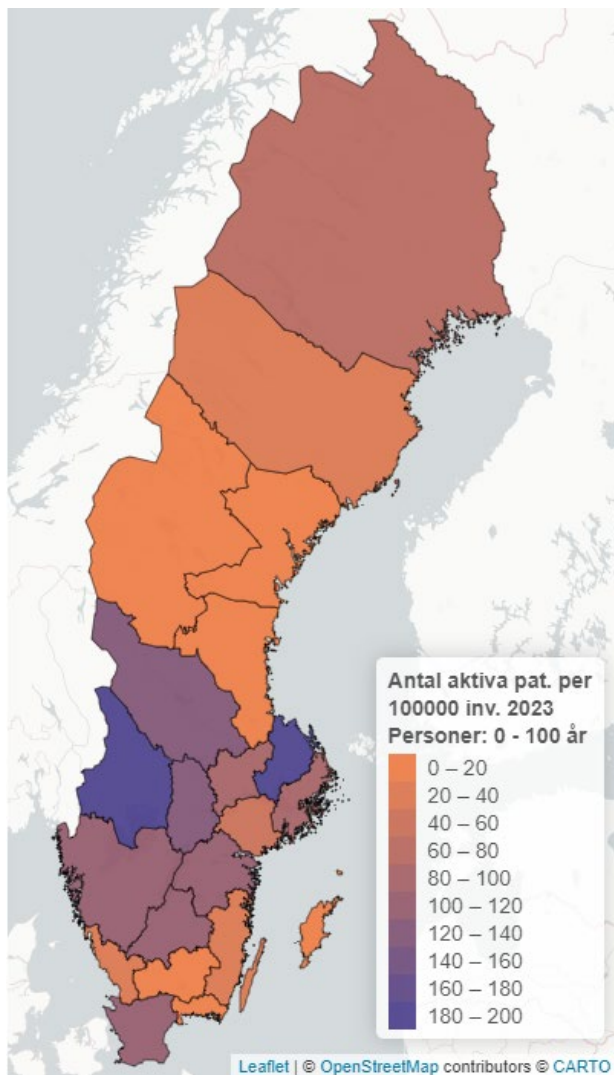 Antal aktiva pat. per
100000 inv. 2023
Personer: 0 - 100 år
0 – 20
20 – 40
40 – 60
60 – 80
80 – 100
100 – 120
120 – 140
140 – 160
160 – 180
180 – 200
Leaflet | © OpenStreetMap contributors © CARTO